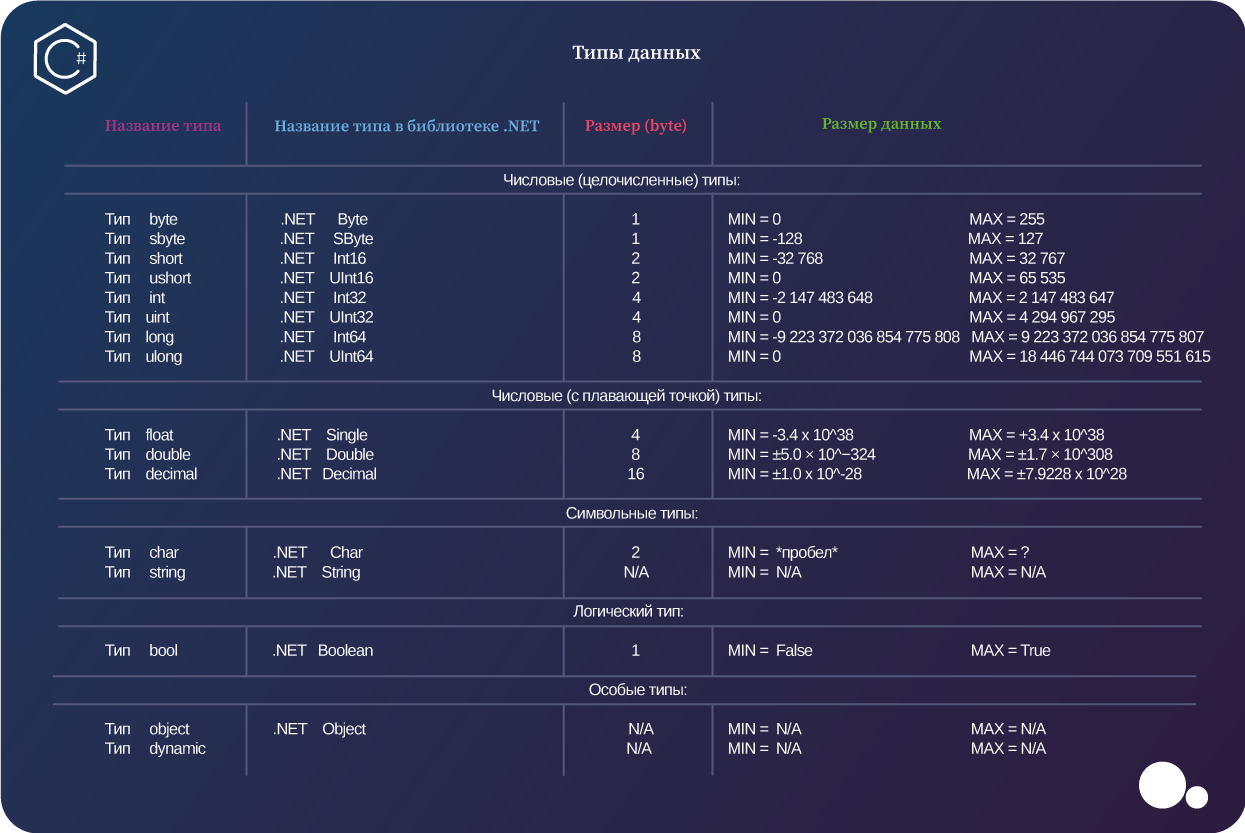 C#
Типы данных
Название типа Название типа в библиотеке .NET Размер (byte) Размер данных
Числовые (целочисленные) типы:
Тип byte .NET Byte 1 MIN = 0 MAX = 255
Тип sbyte .NET SByte 1 MIN = -128 MAX = 127
Тип short .NET Int16 2 MIN = -32 768 MAX = 32 767
Тип ushort .NET UInt16 2 MIN = 0 MAX = 65 535
Тип int .NET Int32 4 MIN = -2 147 483 648 MAX = 2 147 483 647
Тип uint .NET UInt32 4 MIN = 0 MAX = 4 294 967 295
Тип long .NET Int64 8 MIN = -9 223 372 036 854 775 808 MAX = 9 223 372 036 854 775 807
Тип ulong .NET UInt64 8 MIN = 0 MAX = 18 446 744 073 709 551 615
Числовые (с плавающей точкой) типы:
Тип float .NET Single 4 MIN = -3.4 x 10^38 MAX = +3.4 x 10^38
Тип double .NET Double 8 MIN = ±5.0 × 10^−324 MAX = ±1.7 × 10^308
Тип decimal .NET Decimal 16 MIN = ±1.0 x 10^-28 MAX = ±7.9228 x 10^28
Символьные типы:
Тип char .NET Char 2 MIN = *пробел* MAX = ?
Тип string .NET String N/A MIN = N/A MAX = N/A
Логический тип:
Тип bool .NET Boolean 1 MIN = False MAX = True
Особые типы:
Тип object .NET Object N/A MIN = N/A MAX = N/A
Тип dynamic N/A MIN = N/A MAX = N/A